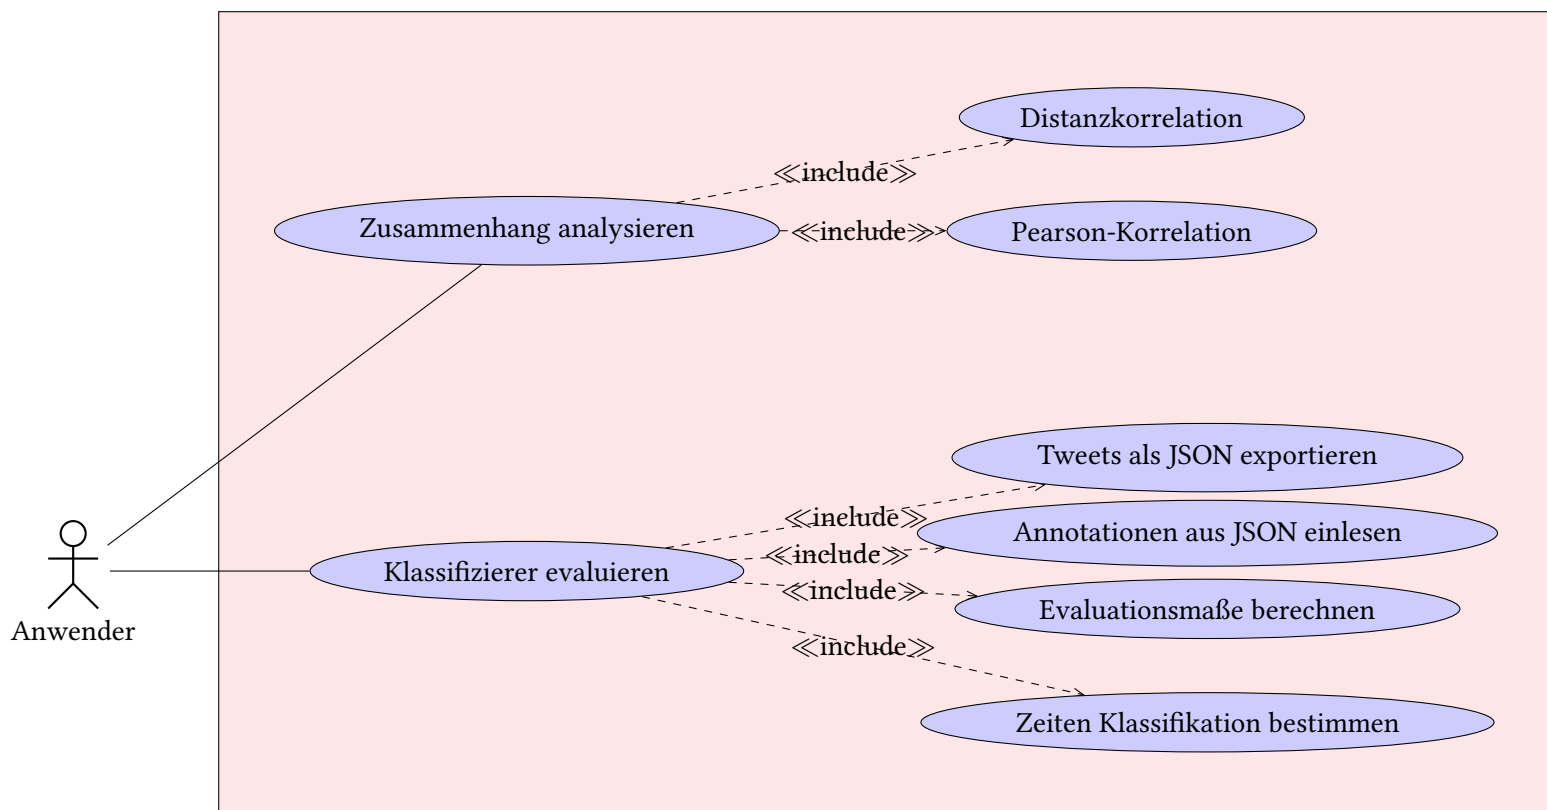 Distanzkorrelation
≪include≫
Zusammenhang analysieren
≪include≫
Pearson-Korrelation
Tweets als JSON exportieren
≪include≫
Annotationen aus JSON einlesen
≪include≫
Klassifizierer evaluieren
≪include≫
Evaluationsmaße berechnen
Anwender
≪include≫
Zeiten Klassifikation bestimmen